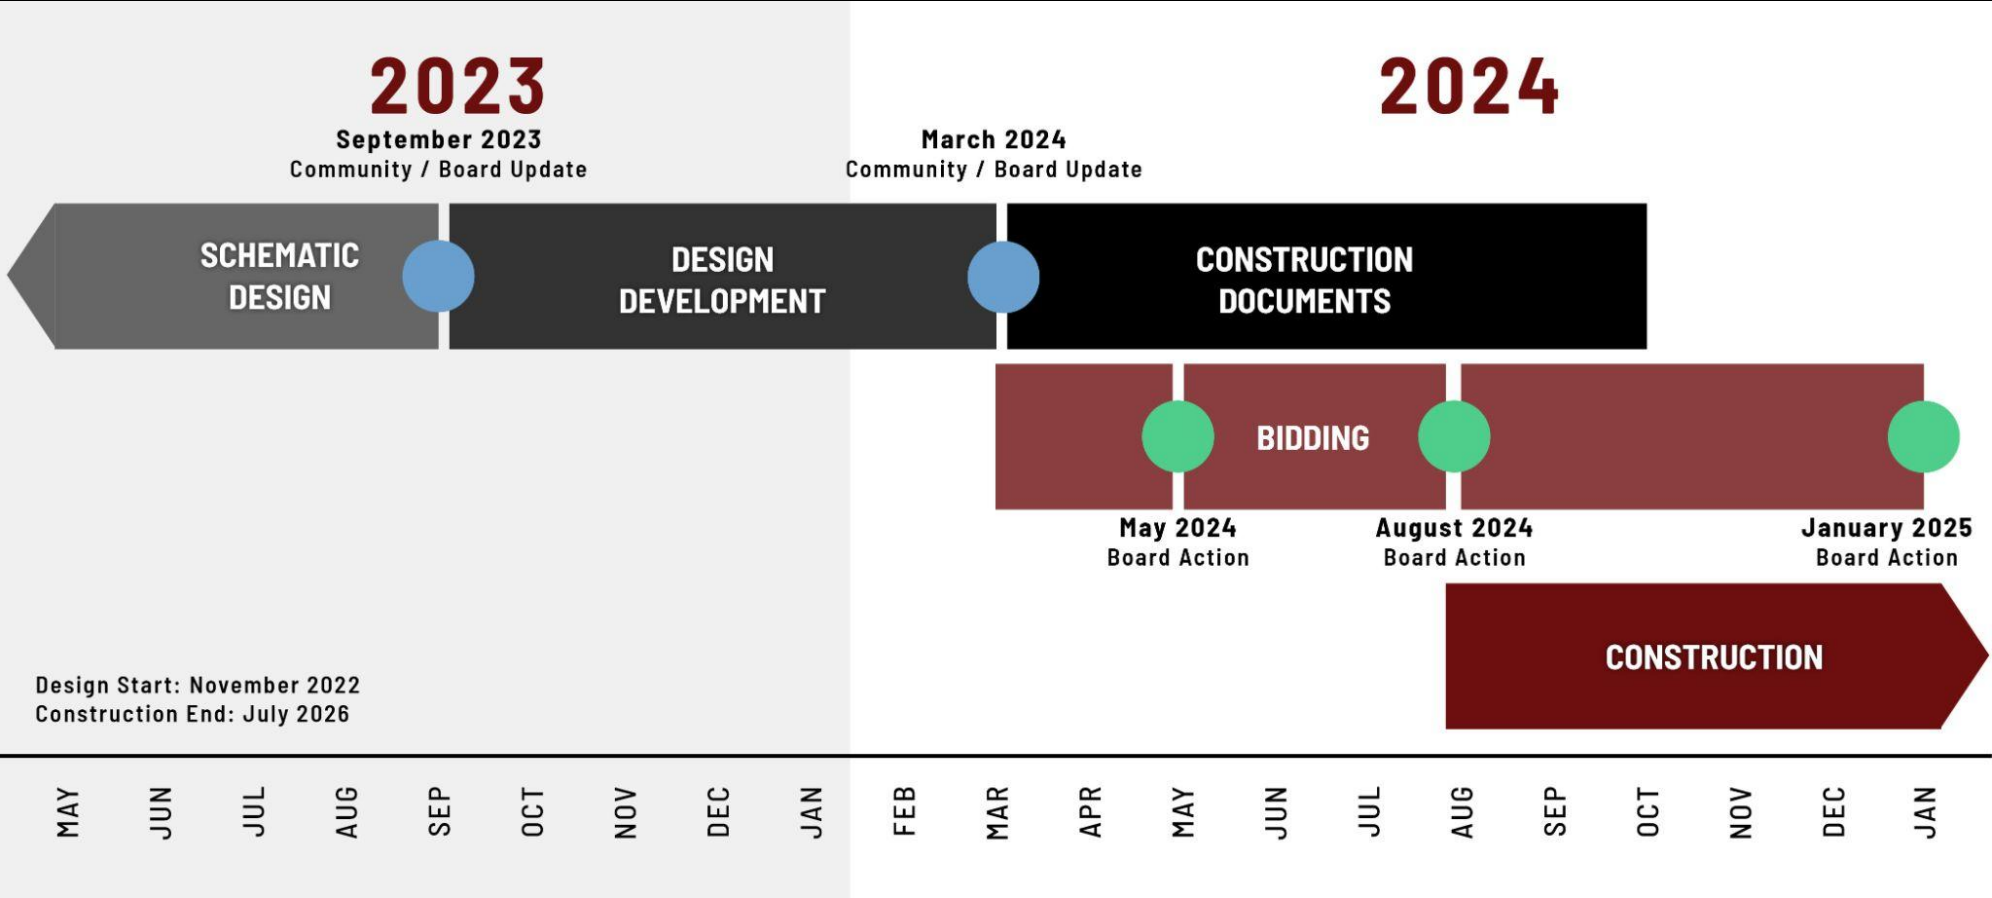 2023
2024
September 2023
Community / Board Update
March 2024
Community / Board Update
SCHEMATIC
DESIGN
DESIGN
DEVELOPMENT
CONSTRUCTION
DOCUMENTS
BIDDING
May 2024
Board Action
August 2024
Board Action
January 2025
Board Action
CONSTRUCTION
Design Start: November 2022
Construction End: July 2026
MAY
JUN
JUL
AUG
SEP
OCT
NOV
DEC
JAN
FEB
MAR
APR
MAY
JUN
JUL
AUG
SEP
OCT
NOV
DEC
JAN